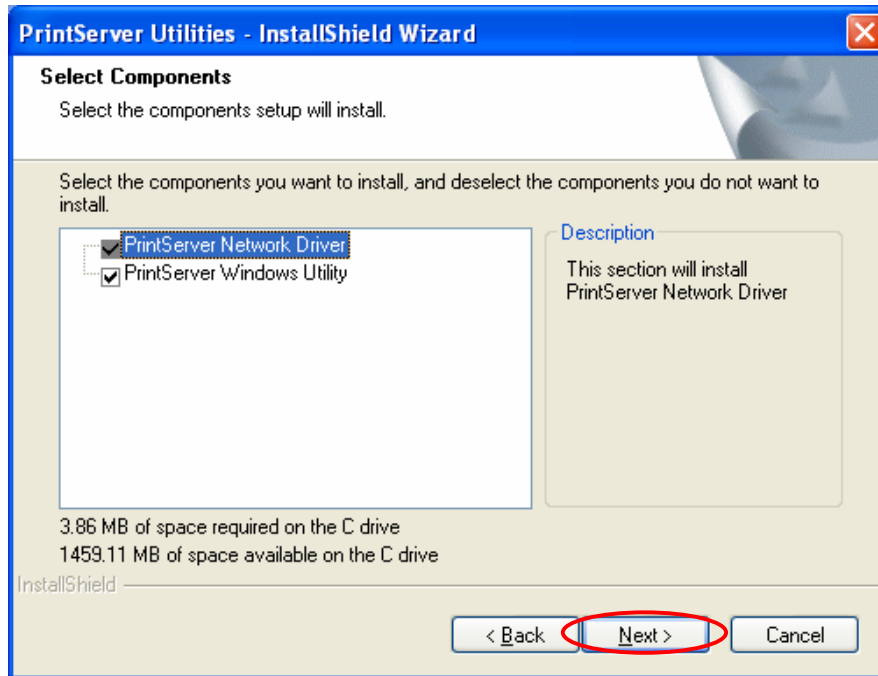 PrintServer Utilities - InstallShield Wizard
Select Components
Select the components setup will install.
Select the components you want to install, and deselect the components you do not want to
install.
PrintServer Network Driver
PrintServer Windows Utility
Description
This section will install
PrintServer Network Driver
3.86 MB of space required on the C drive
1459.11 MB of space available on the C drive
InstallShield
< Back
Next >
Cancel